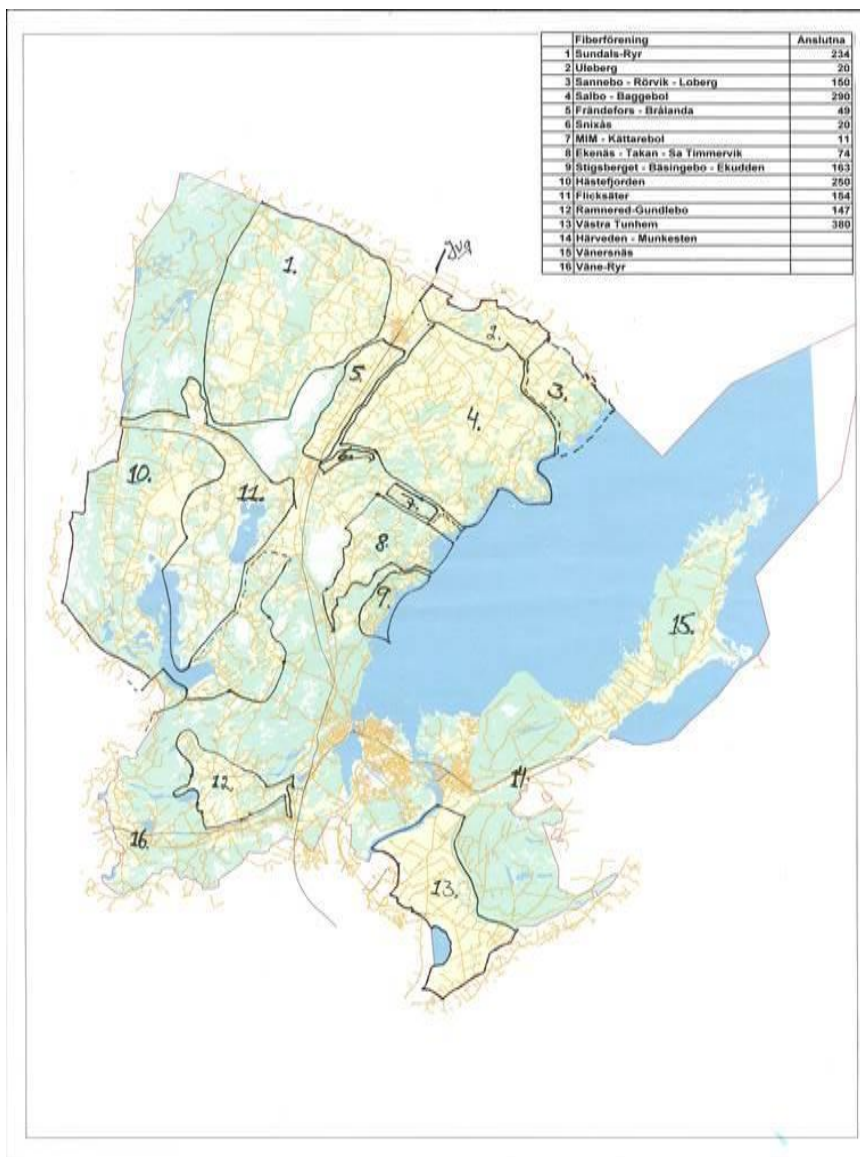 Fiberförening Anslutna
1 Sundals-Ryr 234
2 Uleberg 20
3 Sannebo - Rörvik - Loberg 150
4 Salbo - Baggebol 290
5 Frändefors - Brålanda 49
6 Snixås 20
7 MIM - Kättarebol 11
8 Ekenäs - Takan - Sa Timmervik 74
9 Stigsberget - Bäsingebo - Ekudden 163
10 Hästefjorden 250
11 Flicksäter 154
12 Ramnered-Gundlebo 147
13 Västra Tunhem 380
14 Härveden - Munkesten
15 Vänersnäs
16 Väne-Ryr
1.
2.
5.
3.
4.
6.
10.
11.
7.
8.
9.
15.
12
14.
16.
13.